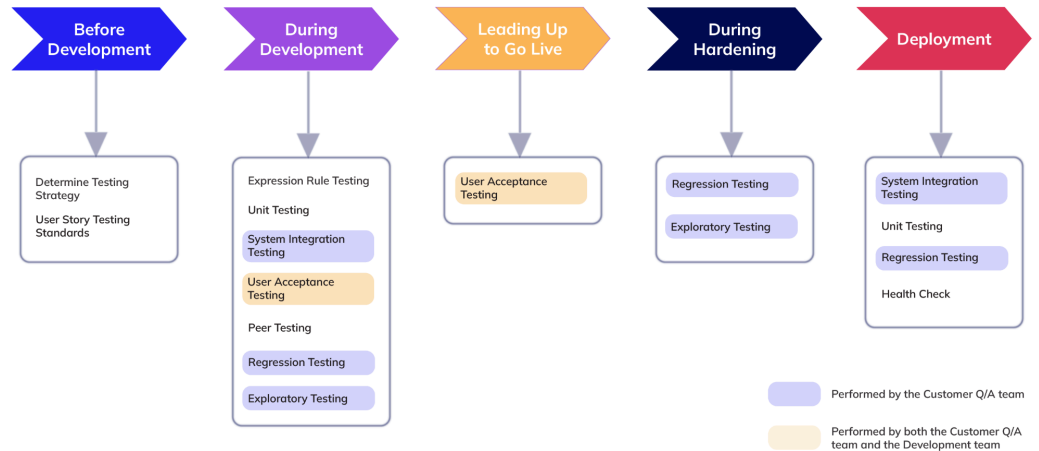 Before
Development
During
Development
Leading Up
to Go Live
During
Hardening
Deployment
Determine Testing
Strategy
User Story Testing
Standards
Expression Rule Testing
Unit Testing
System Integration
Testing
User Acceptance
Testing
Peer Testing
Regression Testing
Exploratory Testing
User Acceptance
Testing
Regression Testing
Exploratory Testing
System Integration
Testing
Unit Testing
Regression Testing
Health Check
Performed by the Customer Q/A team
Performed by both the Customer Q/A
team and the Development team